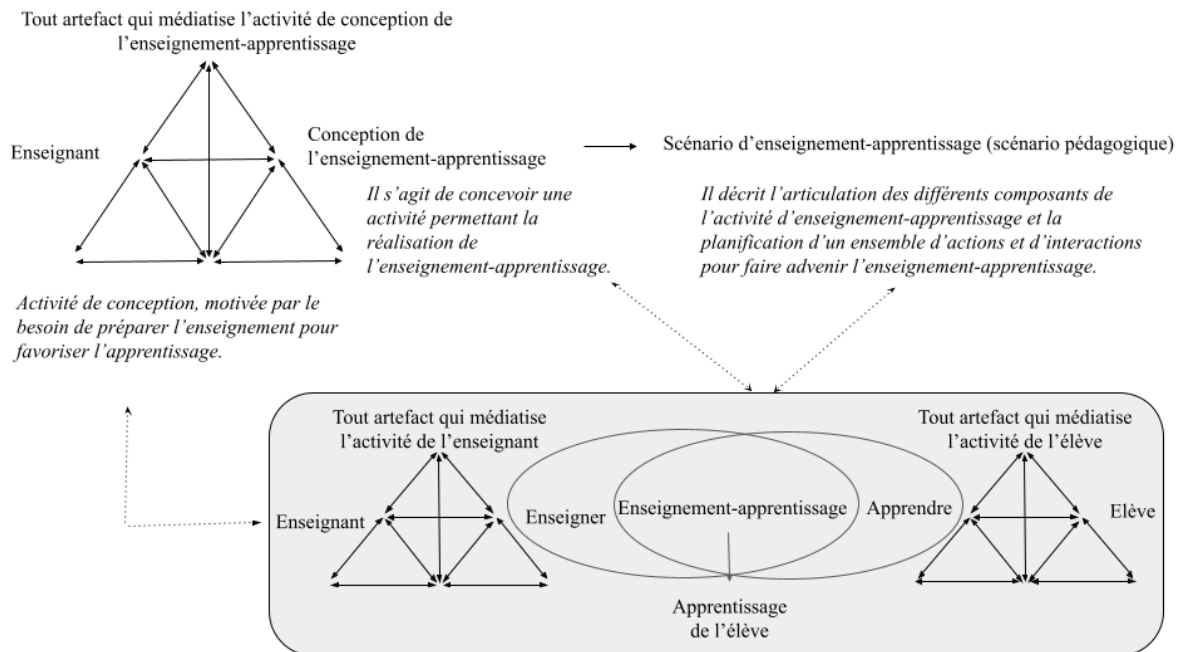 Tout artefact qui médiatise l’activité de conception de
l’enseignement-apprentissage
Enseignant
Conception de
l’enseignement-apprentissage
Scénario d’enseignement-apprentissage (scénario pédagogique)
Il s’agit de concevoir une
activité permettant la
réalisation de
l’enseignement-apprentissage.
Il décrit l’articulation des différents composants de
l’activité d’enseignement-apprentissage et la
planification d’un ensemble d’actions et d’interactions
pour faire advenir l’enseignement-apprentissage.
Activité de conception, motivée par le
besoin de préparer l’enseignement pour
favoriser l’apprentissage.
Tout artefact qui médiatise
l’activité de l’enseignant
Tout artefact qui médiatise
l’activité de l’élève
Enseignant
Enseigner
Enseignement-apprentissage
Apprendre
Elève
Apprentissage
de l’élève